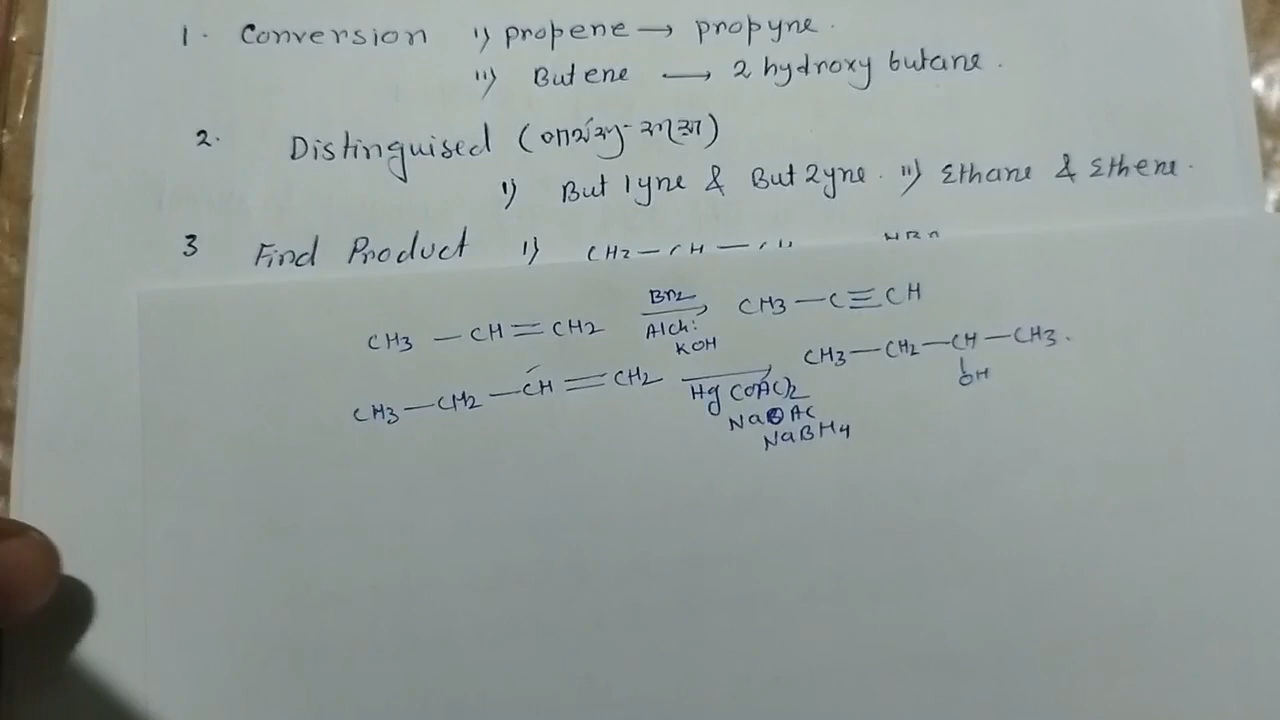 1. Conversion i) propene → propyne.
ii) Butene → 2 hydroxy butane.
2. Distinguised
i) But 1yne & But 2yne. ii) Ethane & Ethene.
3 Find Product i) CH2 — CH —
CH3 — CH = CH2 Br2 Alch: KOH → CH3 — C ≡ CH
CH3 — CH2 — CH = CH2 → Hg (OAC)2 NaOAC NaBH4 CH3 — CH2 — CH — CH3.
OH